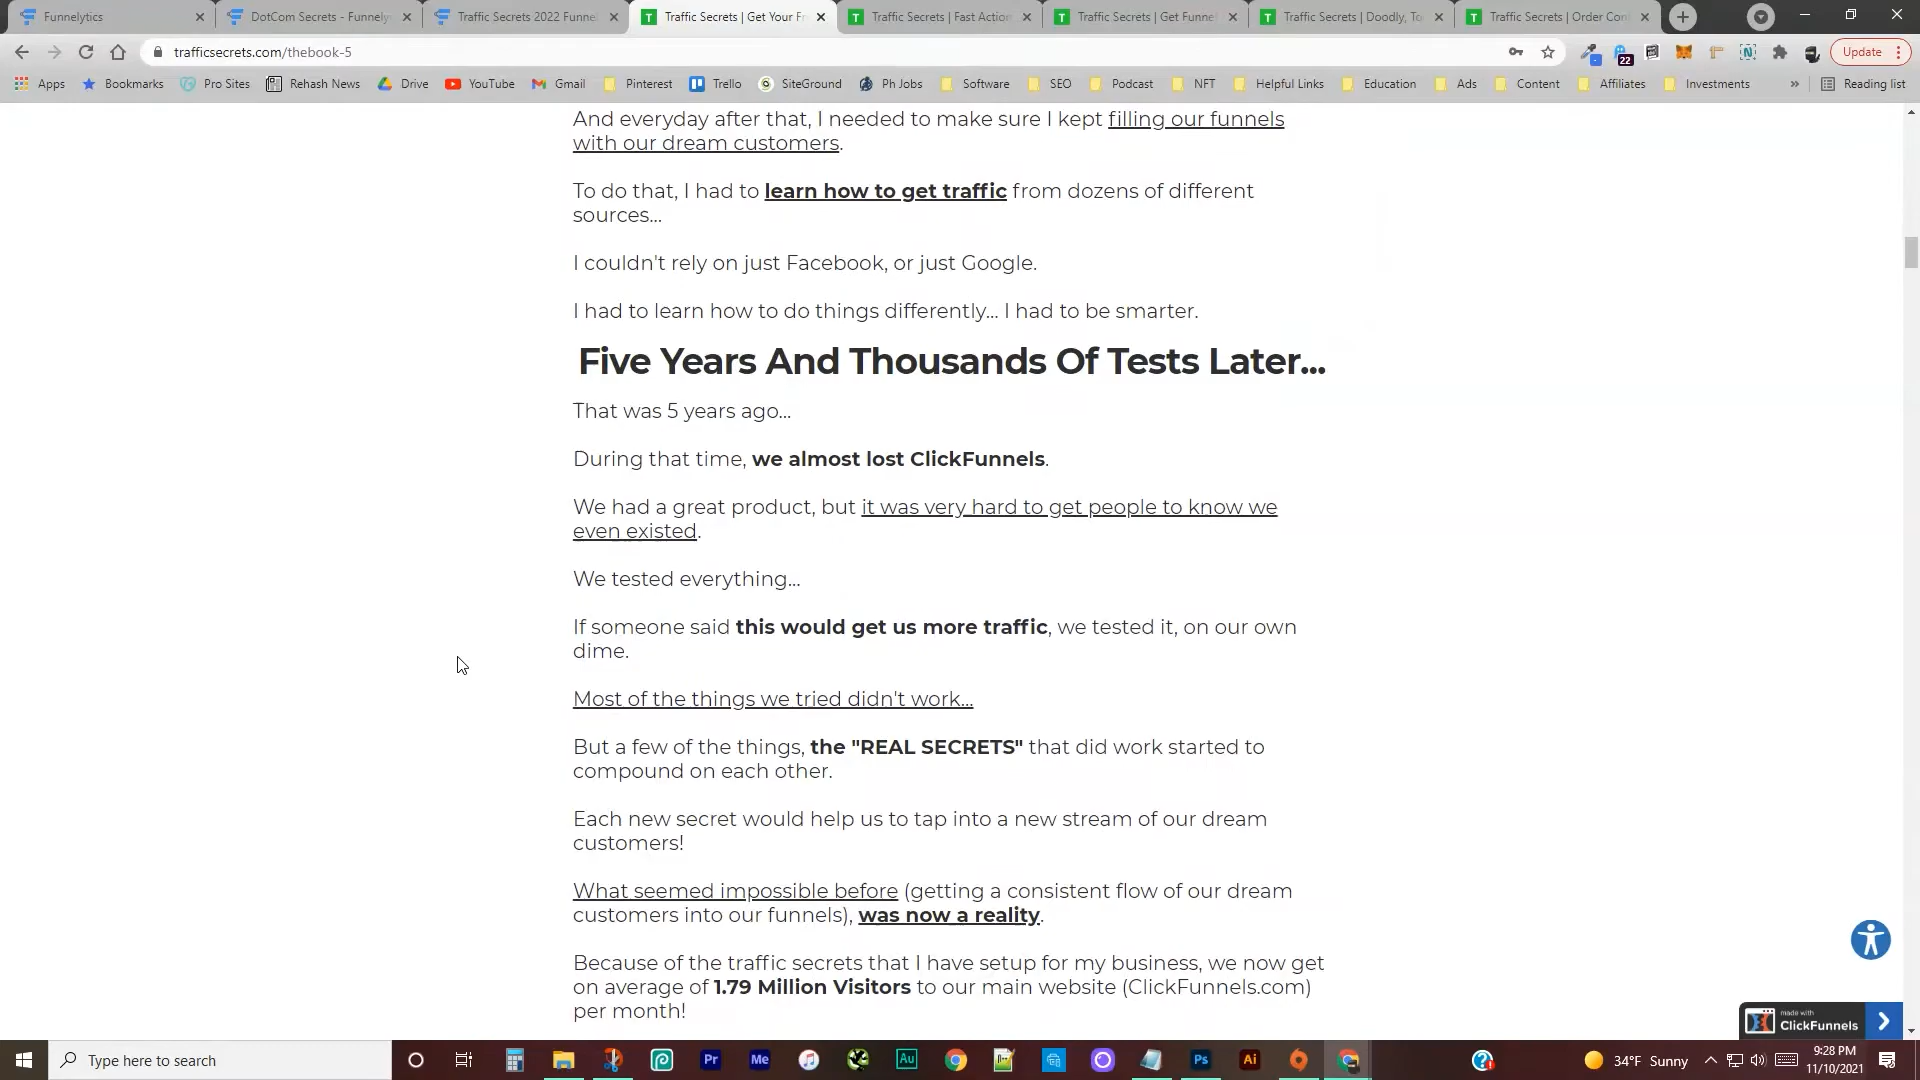 Funnelytics
DotCom Secrets - Funnely
Traffic Secrets 2022 Funne
Traffic Secrets | Get Your Fr
Traffic Secrets | Fast Action
Traffic Secrets | Get Funne
Traffic Secrets | Doodly, To
Traffic Secrets | Order Con
trafficsecrets.com/thebook-5
22
Update
Apps
Bookmarks
Pro Sites
Rehash News
Drive
YouTube
Gmail
Pinterest
Trello
SiteGround
Ph Jobs
Software
SEO
Podcast
NFT
Helpful Links
Education
Ads
Content
Affiliates
Investments
»
Reading list
And everyday after that, I needed to make sure I kept filling our funnels
with our dream customers.
To do that, I had to learn how to get traffic from dozens of different
sources...
I couldn't rely on just Facebook, or just Google.
I had to learn how to do things differently... I had to be smarter.
Five Years And Thousands Of Tests Later...
That was 5 years ago...
During that time, we almost lost ClickFunnels.
We had a great product, but it was very hard to get people to know we
even existed.
We tested everything...
If someone said this would get us more traffic, we tested it, on our own
dime.
Most of the things we tried didn't work...
But a few of the things, the "REAL SECRETS" that did work started to
compound on each other.
Each new secret would help us to tap into a new stream of our dream
customers!
What seemed impossible before (getting a consistent flow of our dream
customers into our funnels), was now a reality.
Because of the traffic secrets that I have setup for my business, we now get
on average of 1.79 Million Visitors to our main website (ClickFunnels.com)
per month!
made with
ClickFunnels
Type here to search
Pr
Me
Au
Ps
Ai
34°F Sunny
9:28 PM
11/10/2021